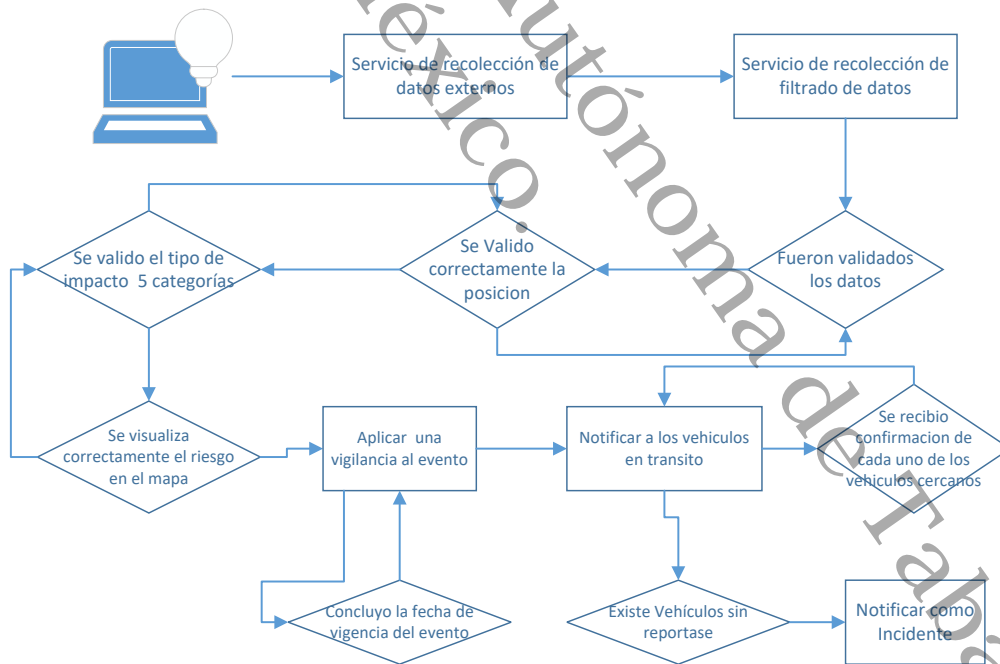 Servicio de recolección de
datos externos
Servicio de recolección de
filtrado de datos
Se valido el tipo de
impacto 5 categorías
Se Valido
correctamente la
posicion
Fueron validados
los datos
Se visualiza
correctamente el riesgo
en el mapa
Aplicar una
vigilancia al evento
Notificar a los vehiculos
en transito
Se recibio
confirmacion de
cada uno de los
vehiculos cercanos
Concluyo la fecha de
vigencia del evento
Existe Vehículos sin
reportase
Notificar como
Incidente
México.
Autónoma de